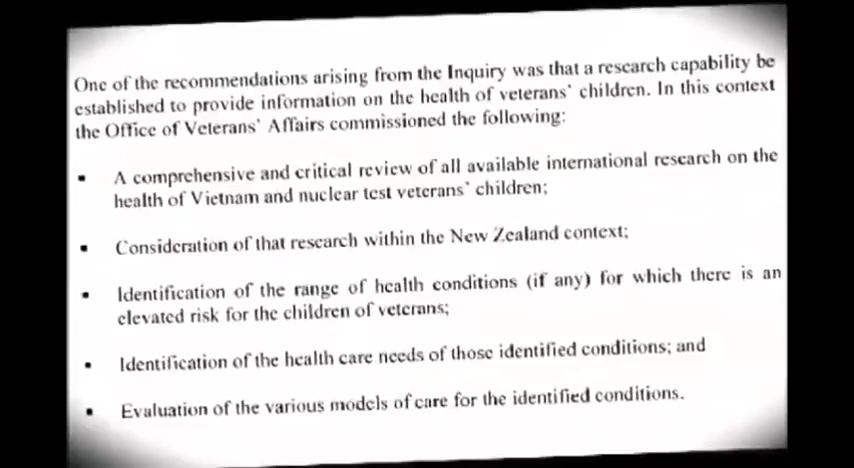 One of the recommendations arising from the Inquiry was that a research capability be
established to provide information on the health of veterans' children. In this context
the Office of Veterans' Affairs commissioned the following:
▪ A comprehensive and critical review of all available international research on the
health of Vietnam and nuclear test veterans' children;
▪ Consideration of that research within the New Zealand context;
▪ Identification of the range of health conditions (if any) for which there is an
elevated risk for the children of veterans;
▪ Identification of the health care needs of those identified conditions; and
▪ Evaluation of the various models of care for the identified conditions.